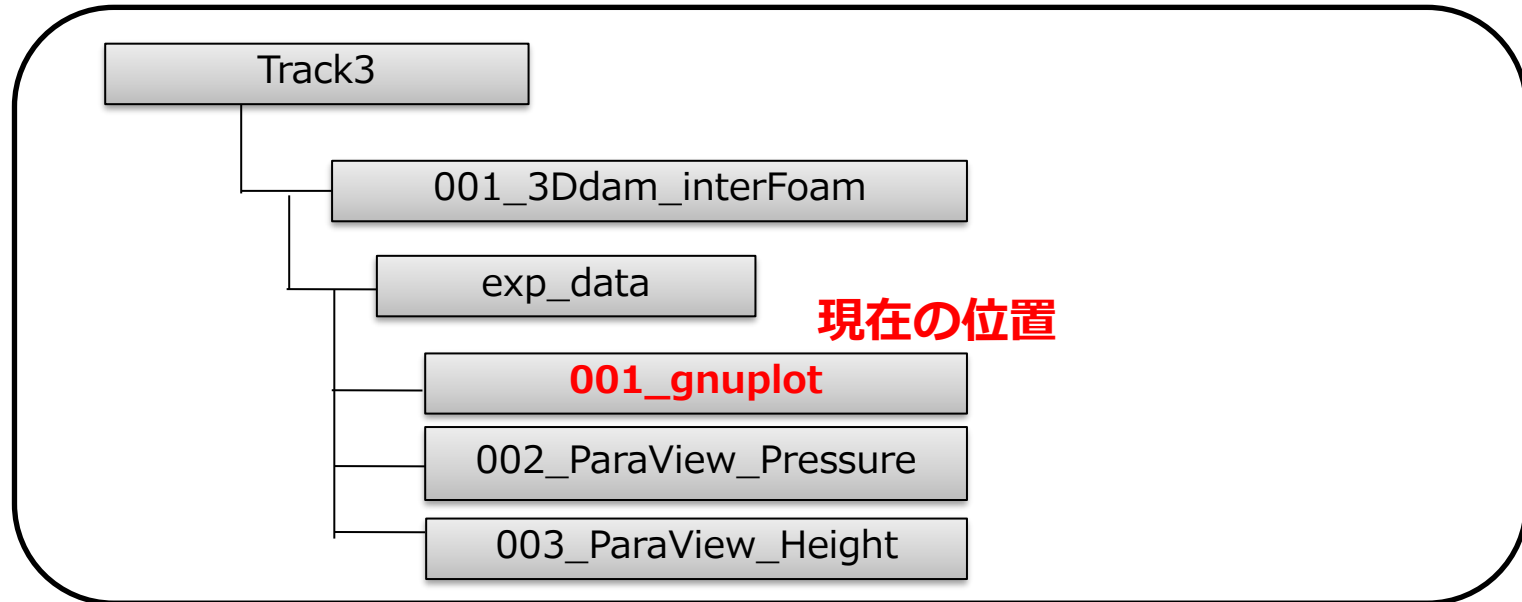 Track3
001_3Ddam_interFoam
exp_data
現在の位置
001_gnuplot
002_ParaView_Pressure
003_ParaView_Height